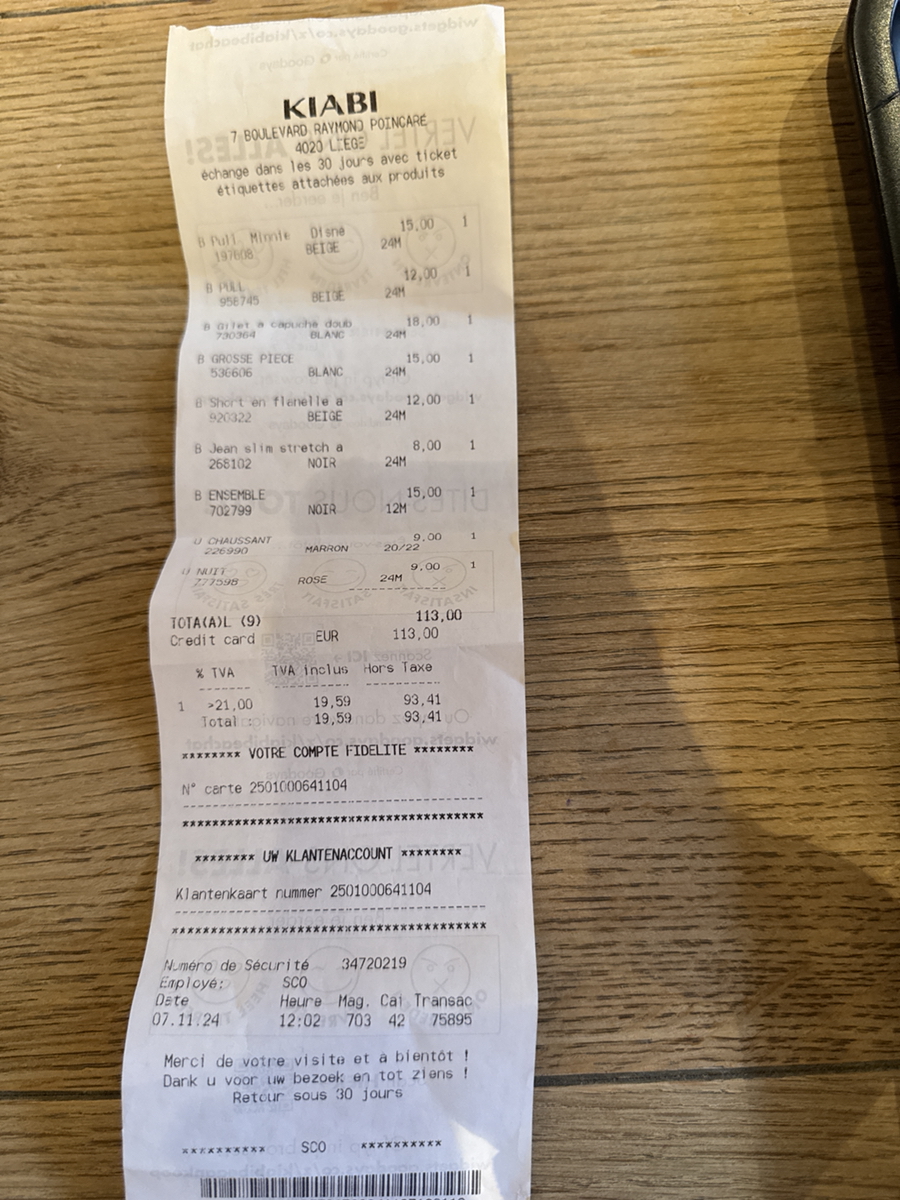 KIABI
7 BOULEVARD RAYMOND POINCARE
4020 LIEGE
échange dans les 30 jours avec ticket
étiquettes attachées aux produits
B Pull Minnie Disne 15,00 1
197608 BEIGE 24M
B PULL 12,00 1
956745 BEIGE 24M
B Gilet a capuche doub 18,00 1
730364 BLANC 24M
B GROSSE PIECE 15,00 1
536606 BLANC 24M
B Short en flanelle a 12,00 1
920322 BEIGE 24M
B Jean slim stretch a 8,00 1
268102 NOIR 24M
B ENSEMBLE 15,00 1
702799 NOIR 12M
U CHAUSSANT 9,00 1
226990 MARRON 20/22
U NUIT 9,00 1
777598 ROSE 24M
TOTA(A)L (9) 113,00
Credit card EUR 113,00
% TVA TVA inclus Hors Taxe
1 >21,00 19,59 93,41
Total : 19,59 93,41
******** VOTRE COMPTE FIDELITE ********
N° carte 2501000641104
******** UW KLANTENACCOUNT ********
Klantenkaart nummer 2501000641104
Numéro de Sécurité 34720219
Employé: SCO
Date Heure Mag. Cai Transac
07.11.24 12:02 703 42 75895
Merci de votre visite et à bientôt !
Dank u voor uw bezoek en tot ziens !
Retour sous 30 jours
********** SCO **********